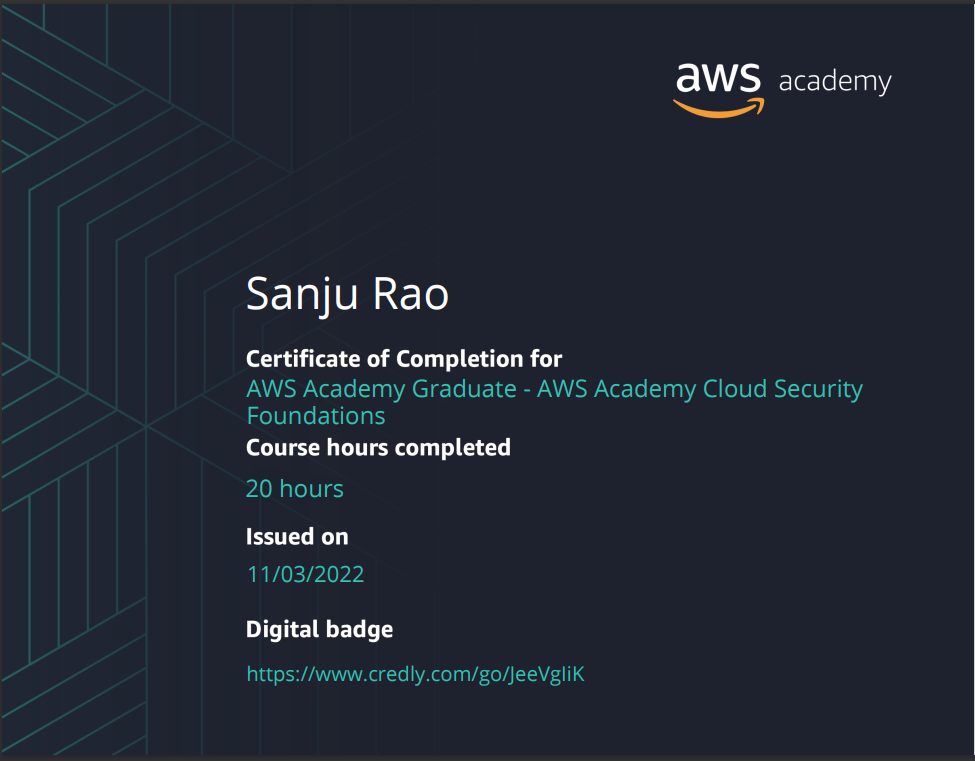 aws academy
Sanju Rao
Certificate of Completion for
AWS Academy Graduate - AWS Academy Cloud Security
Foundations
Course hours completed
20 hours
Issued on
11/03/2022
Digital badge
https://www.credly.com/go/JeeVgIiK